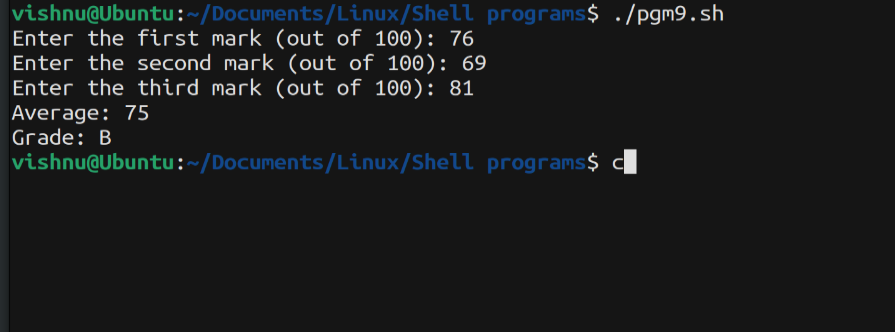 vishnu@Ubuntu:~/Documents/Linux/Shell programs$ ./pgm9.sh
Enter the first mark (out of 100): 76
Enter the second mark (out of 100): 69
Enter the third mark (out of 100): 81
Average: 75
Grade: B
vishnu@Ubuntu:~/Documents/Linux/Shell programs$ c